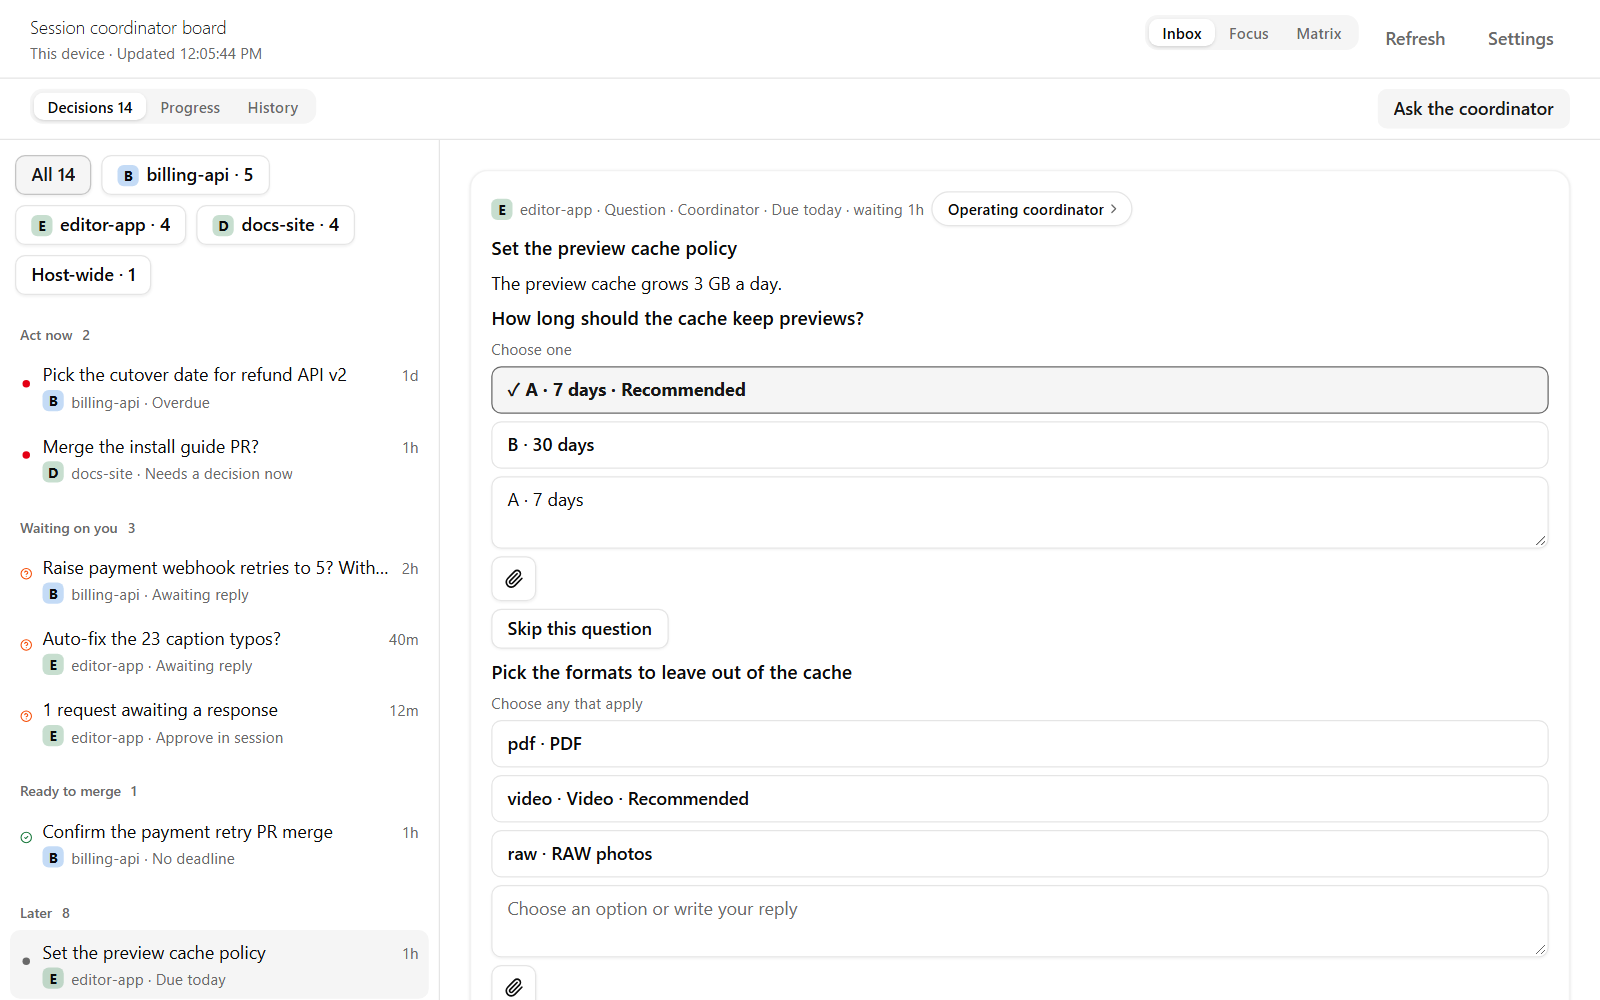 Session coordinator board
This device · Updated 12:05:44 PM
Inbox Focus Matrix Refresh Settings
Decisions 14 Progress History
Ask the coordinator
All 14
B billing-api · 5
E editor-app · 4
D docs-site · 4
Host-wide · 1
Act now 2
Pick the cutover date for refund API v2 1d
B billing-api · Overdue
Merge the install guide PR? 1h
D docs-site · Needs a decision now
Waiting on you 3
Raise payment webhook retries to 5? With... 2h
B billing-api · Awaiting reply
Auto-fix the 23 caption typos? 40m
E editor-app · Awaiting reply
1 request awaiting a response 12m
E editor-app · Approve in session
Ready to merge 1
Confirm the payment retry PR merge 1h
B billing-api · No deadline
Later 8
Set the preview cache policy 1h
E editor-app · Due today
E editor-app · Question · Coordinator · Due today · waiting 1h Operating coordinator ›
Set the preview cache policy
The preview cache grows 3 GB a day.
How long should the cache keep previews?
Choose one
✓ A · 7 days · Recommended
B · 30 days
A · 7 days
Skip this question
Pick the formats to leave out of the cache
Choose any that apply
pdf · PDF
video · Video · Recommended
raw · RAW photos
Choose an option or write your reply